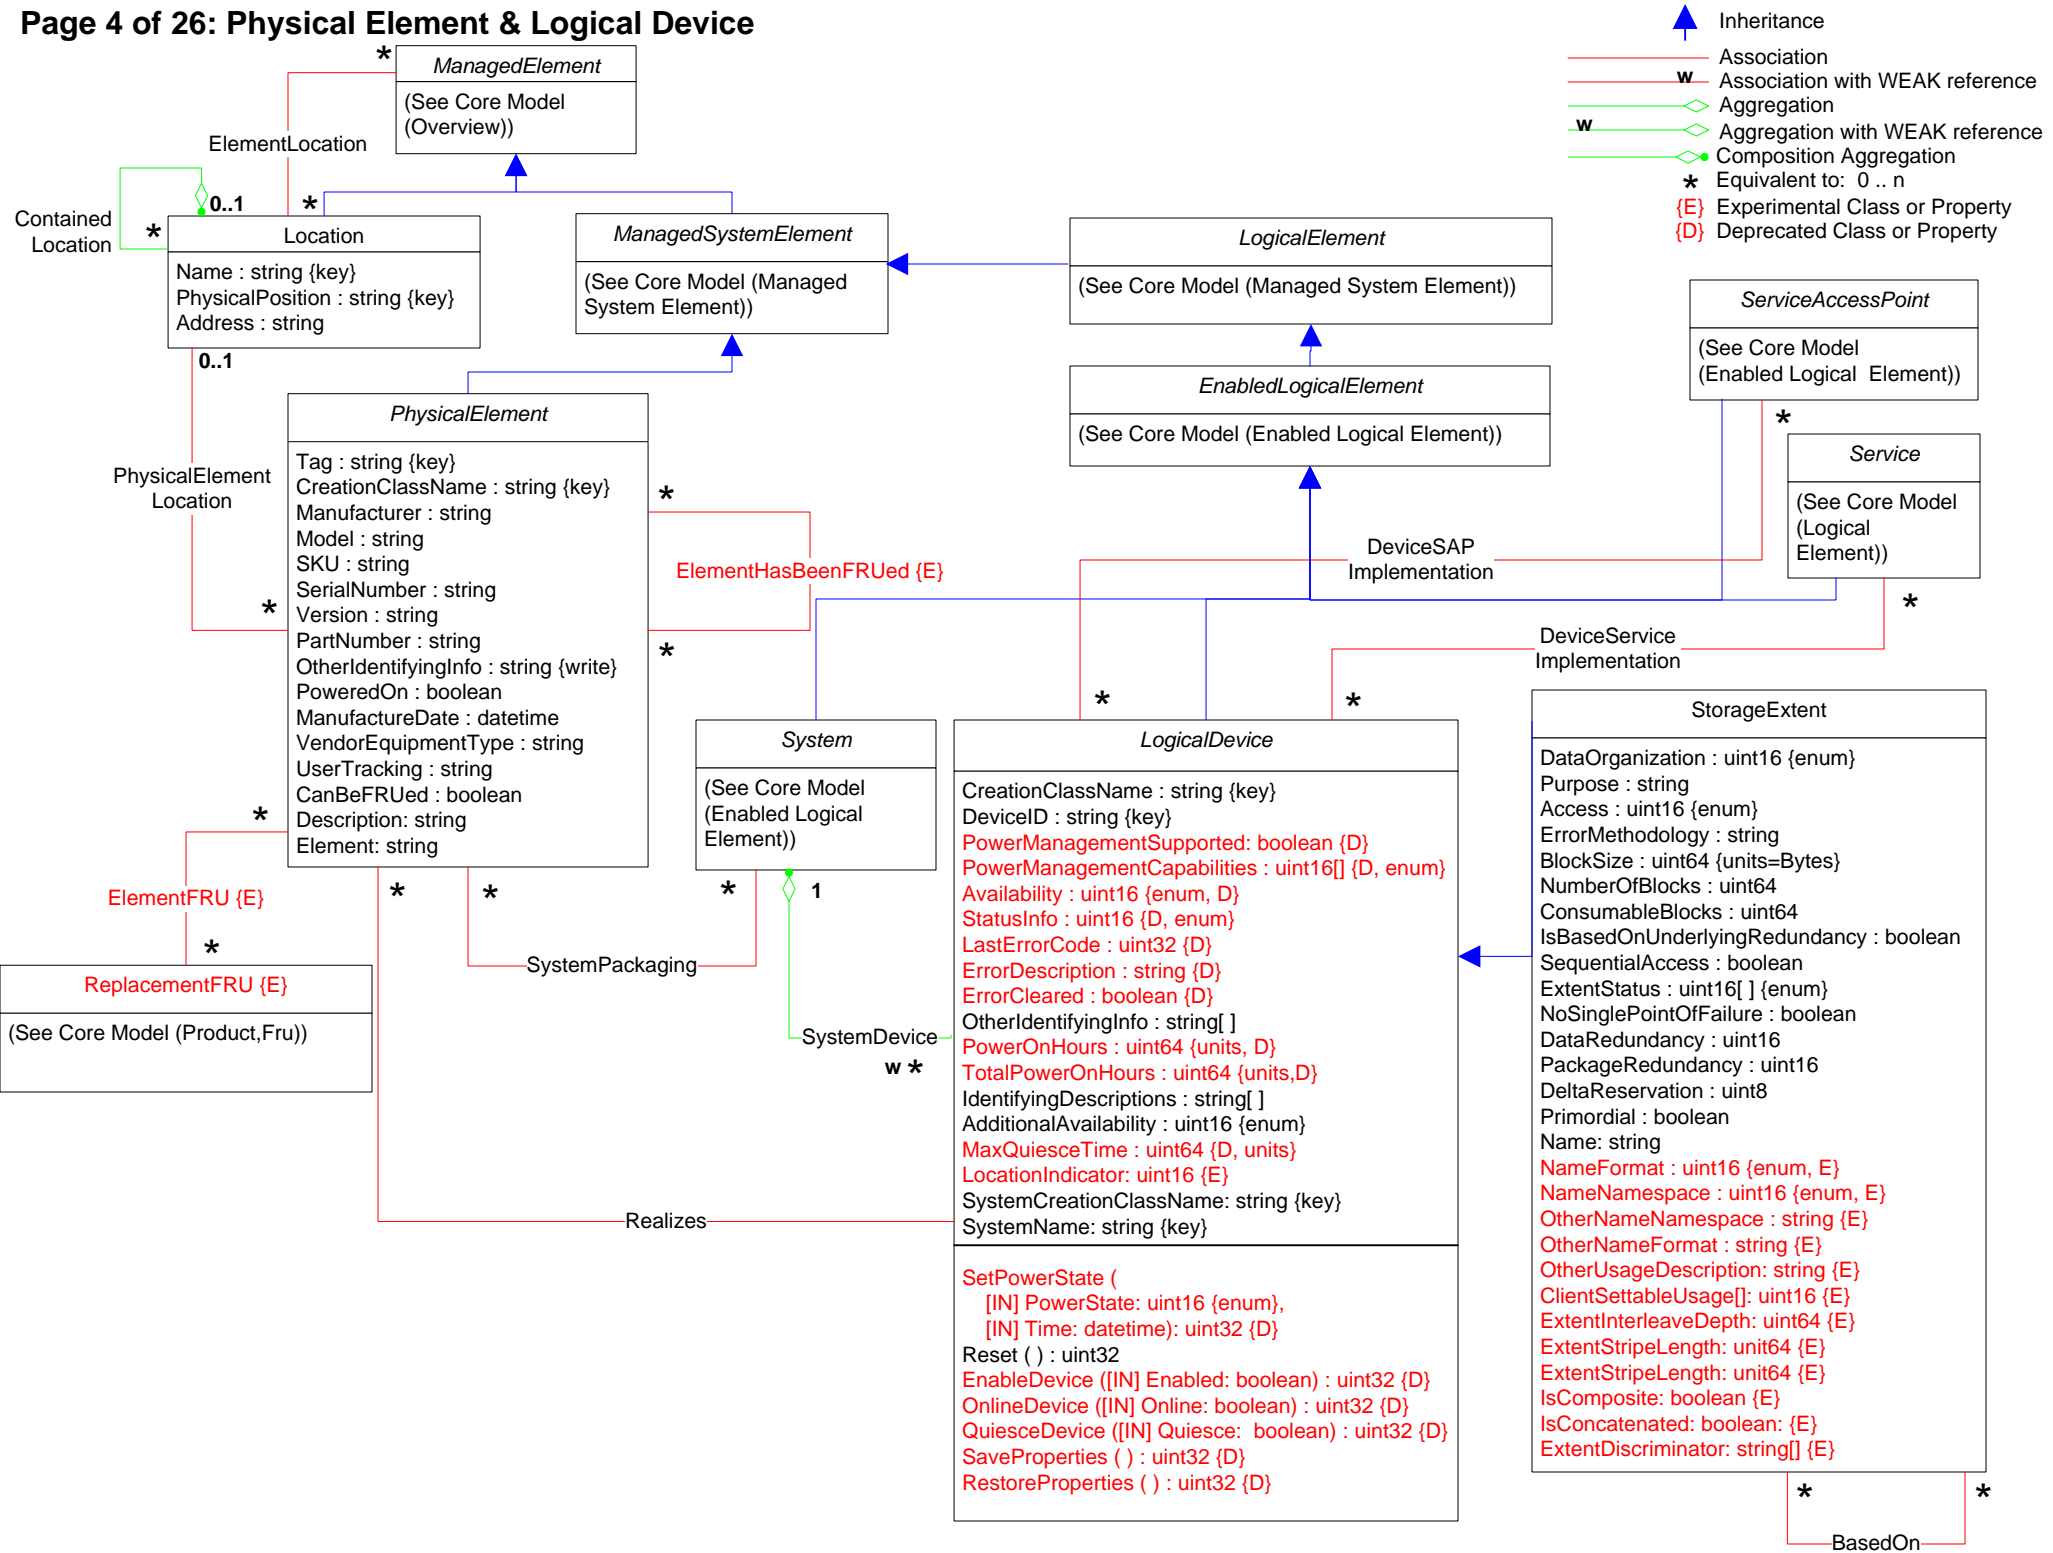 Page 4 of 26: Physical Element & Logical Device
Inheritance
Association
w
Association with WEAK reference
Aggregation
w
Aggregation with WEAK reference
Composition Aggregation
* Equivalent to: 0 .. n
{E} Experimental Class or Property
{D} Deprecated Class or Property
*
ManagedElement
(See Core Model
(Overview))
ElementLocation
Contained
Location
*
0..1
*
Location
Name : string {key}
PhysicalPosition : string {key}
Address : string
0..1
ManagedSystemElement
(See Core Model (Managed
System Element))
LogicalElement
(See Core Model (Managed System Element))
EnabledLogicalElement
(See Core Model (Enabled Logical Element))
ServiceAccessPoint
(See Core Model
(Enabled Logical  Element))
*
Service
(See Core Model
(Logical
Element))
*
PhysicalElement
Location
*
PhysicalElement
Tag : string {key}
CreationClassName : string {key}
Manufacturer : string
Model : string
SKU : string
SerialNumber : string
Version : string
PartNumber : string
OtherIdentifyingInfo : string {write}
PoweredOn : boolean
ManufactureDate : datetime
VendorEquipmentType : string
UserTracking : string
CanBeFRUed : boolean
Description: string
Element: string
*
ElementHasBeenFRUed {E}
*
DeviceSAP
Implementation
*
DeviceService
Implementation
*
*
ElementFRU {E}
*
ReplacementFRU {E}
(See Core Model (Product,Fru))
*
*
SystemPackaging
*
System
(See Core Model
(Enabled Logical
Element))
1
SystemDevice
w *
Realizes
LogicalDevice
CreationClassName : string {key}
DeviceID : string {key}
PowerManagementSupported: boolean {D}
PowerManagementCapabilities : uint16[] {D, enum}
Availability : uint16 {enum, D}
StatusInfo : uint16 {D, enum}
LastErrorCode : uint32 {D}
ErrorDescription : string {D}
ErrorCleared : boolean {D}
OtherIdentifyingInfo : string[ ]
PowerOnHours : uint64 {units, D}
TotalPowerOnHours : uint64 {units,D}
IdentifyingDescriptions : string[ ]
AdditionalAvailability : uint16 {enum}
MaxQuiesceTime : uint64 {D, units}
LocationIndicator: uint16 {E}
SystemCreationClassName: string {key}
SystemName: string {key}
SetPowerState (
[IN] PowerState: uint16 {enum},
[IN] Time: datetime): uint32 {D}
Reset ( ) : uint32
EnableDevice ([IN] Enabled: boolean) : uint32 {D}
OnlineDevice ([IN] Online: boolean) : uint32 {D}
QuiesceDevice ([IN] Quiesce:  boolean) : uint32 {D}
SaveProperties ( ) : uint32 {D}
RestoreProperties ( ) : uint32 {D}
StorageExtent
DataOrganization : uint16 {enum}
Purpose : string
Access : uint16 {enum}
ErrorMethodology : string
BlockSize : uint64 {units=Bytes}
NumberOfBlocks : uint64
ConsumableBlocks : uint64
IsBasedOnUnderlyingRedundancy : boolean
SequentialAccess : boolean
ExtentStatus : uint16[ ] {enum}
NoSinglePointOfFailure : boolean
DataRedundancy : uint16
PackageRedundancy : uint16
DeltaReservation : uint8
Primordial : boolean
Name: string
NameFormat : uint16 {enum, E}
NameNamespace : uint16 {enum, E}
OtherNameNamespace : string {E}
OtherNameFormat : string {E}
OtherUsageDescription: string {E}
ClientSettableUsage[]: uint16 {E}
ExtentInterleaveDepth: uint64 {E}
ExtentStripeLength: unit64 {E}
ExtentStripeLength: unit64 {E}
IsComposite: boolean {E}
IsConcatenated: boolean: {E}
ExtentDiscriminator: string[] {E}
*
*
BasedOn